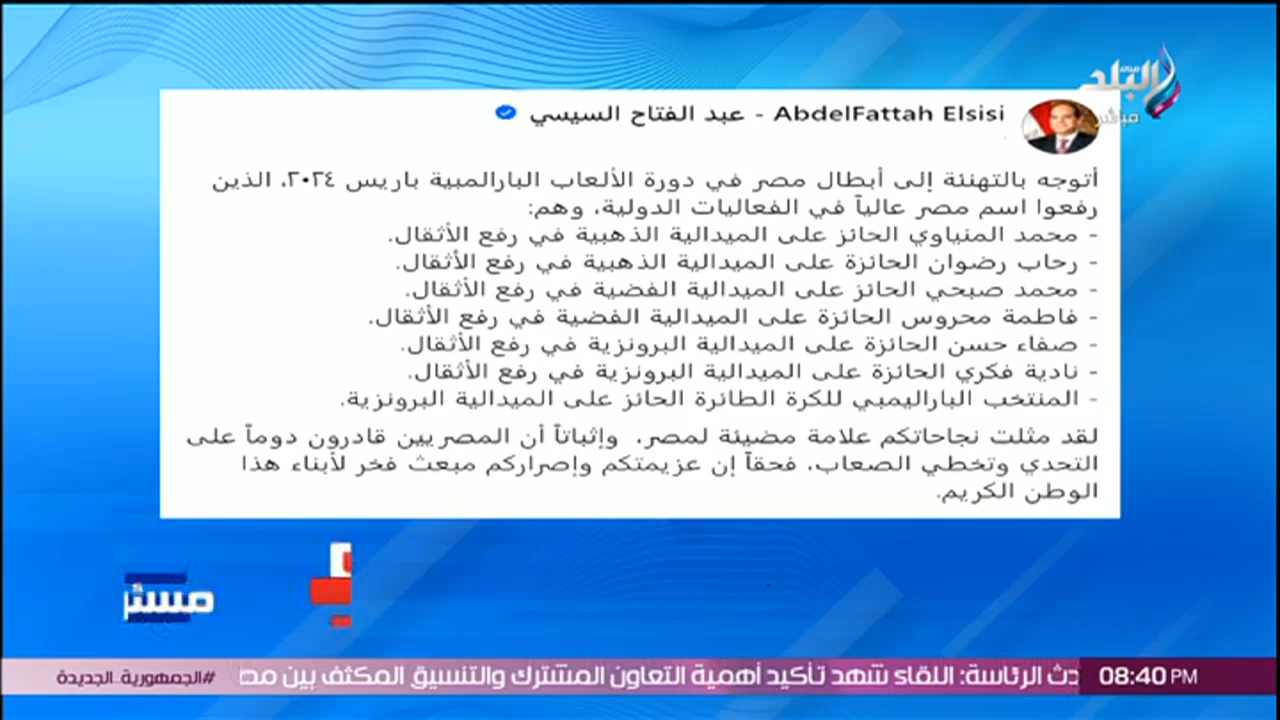 صدى
البلد
مباشر
AbdelFattah Elsisi - عبد الفتاح السيسي
أتوجه بالتهنئة إلى أبطال مصر في دورة الألعاب البارالمبية باريس ٢٠٢٤، الذين
رفعوا اسم مصر عالياً في الفعاليات الدولية، وهم:
- محمد المنياوي الحائز على الميدالية الذهبية في رفع الأثقال.
- رحاب رضوان الحائزة على الميدالية الذهبية في رفع الأثقال.
- محمد صبحي الحائز على الميدالية الفضية في رفع الأثقال.
- فاطمة محروس الحائزة على الميدالية الفضية في رفع الأثقال.
- صفاء حسن الحائزة على الميدالية البرونزية في رفع الأثقال.
- نادية فكري الحائزة على الميدالية البرونزية في رفع الأثقال.
- المنتخب الباراليمبي للكرة الطائرة الحائز على الميدالية البرونزية.
لقد مثلت نجاحاتكم علامة مضيئة لمصر، وإثباتاً أن المصريين قادرون دوماً على
التحدي وتخطي الصعاب، فحقاً إن عزيمتكم وإصراركم مبعث فخر لأبناء هذا
الوطن الكريم.
08:40 PM
دث الرئاسة: اللقاء شهد تأكيد أهمية التعاون المشترك والتنسيق المكثف بين مص
#الجمهورية_الجديدة